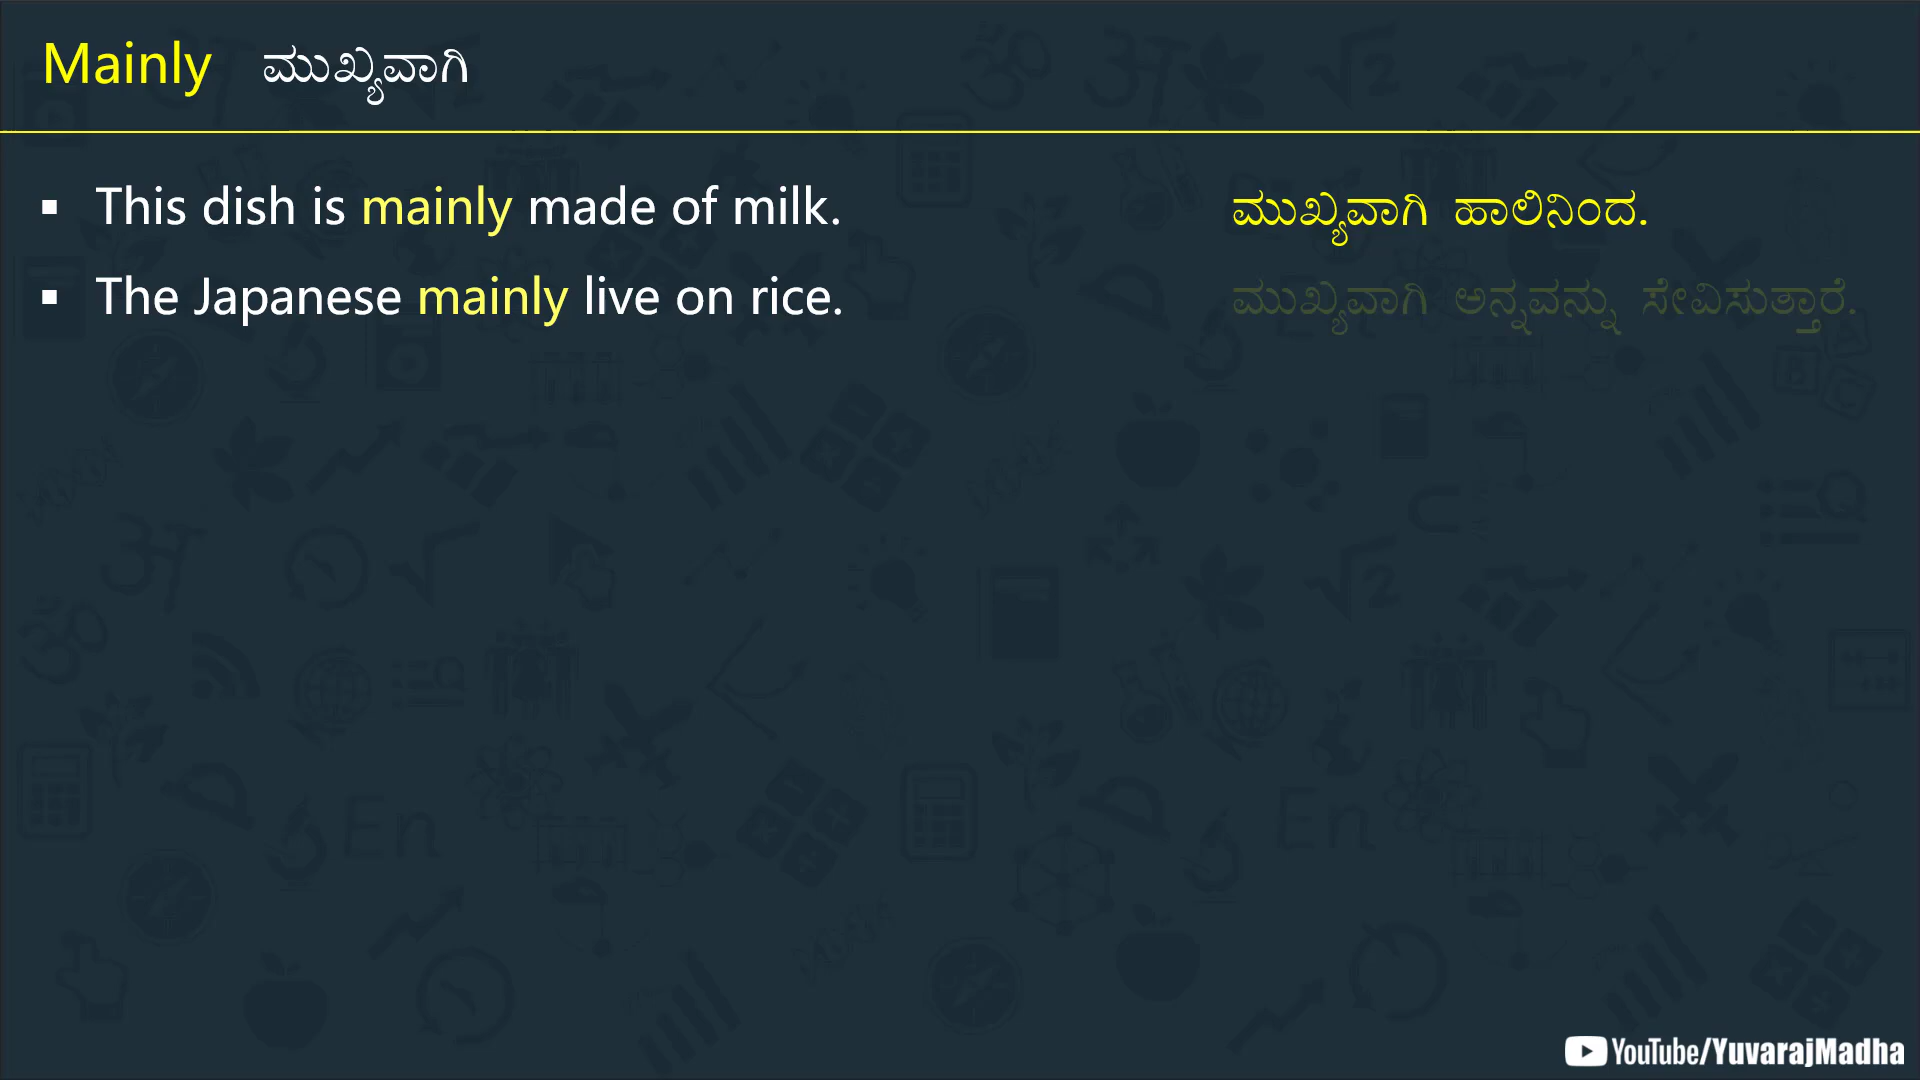 Mainly ಮುಖ್ಯವಾಗಿ
▪ This dish is mainly made of milk. ಮುಖ್ಯವಾಗಿ ಹಾಲಿನಿಂದ.
▪ The Japanese mainly live on rice. ಮುಖ್ಯವಾಗಿ ಅನ್ನವನ್ನು ಸೇವಿಸುತ್ತಾರೆ.
YouTube/YuvarajMadha